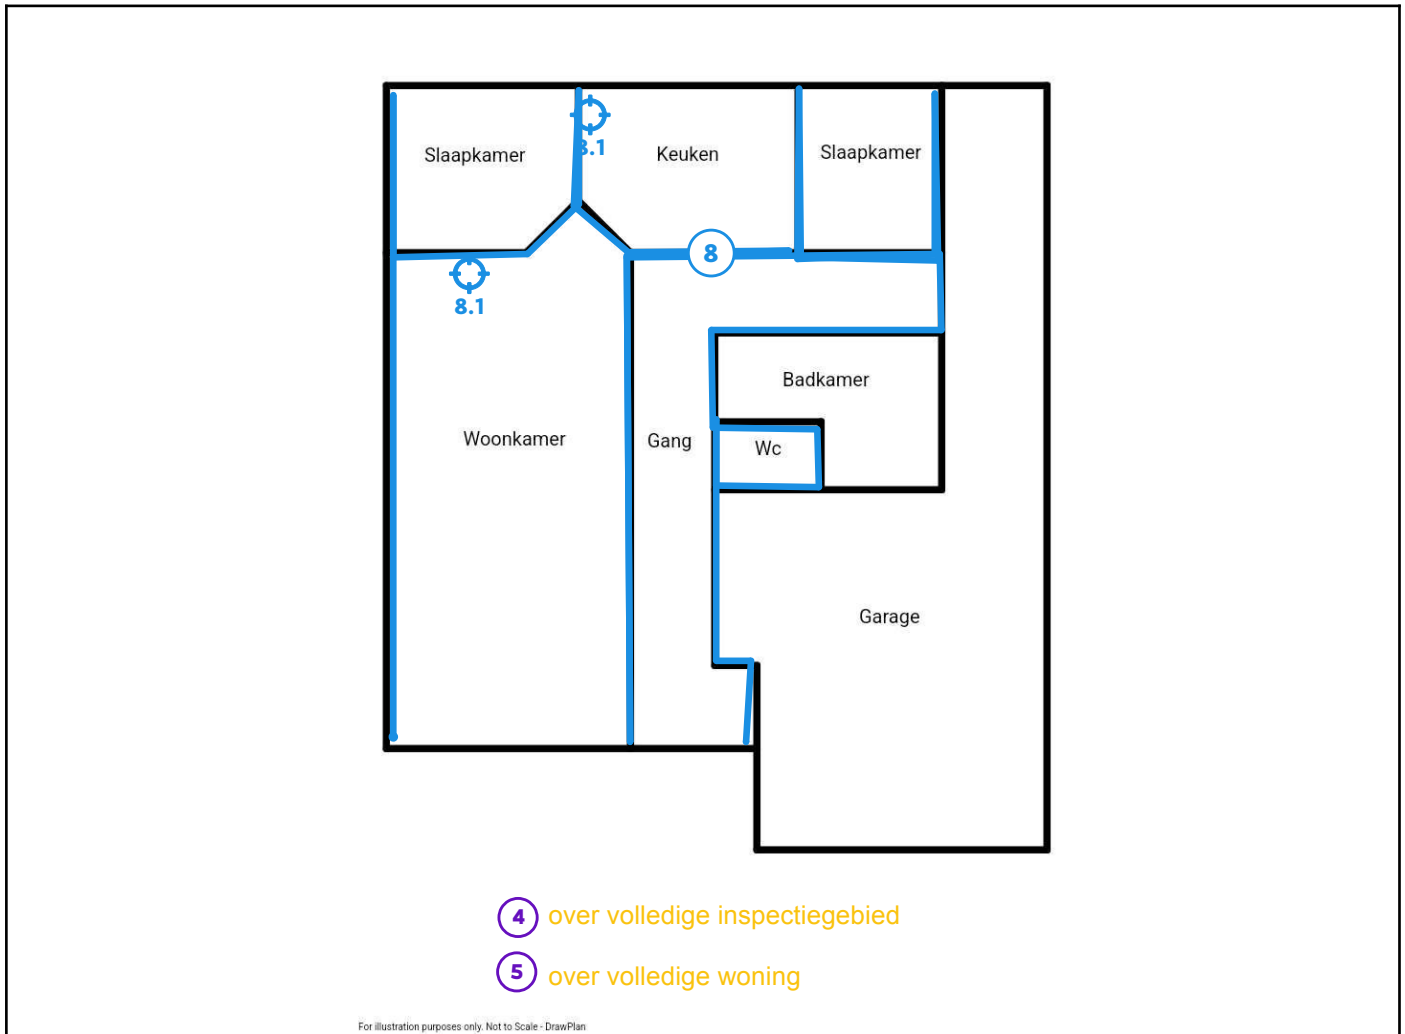 Slaapkamer
8.1
Keuken
Slaapkamer
8
8.1
Badkamer
Woonkamer
Gang
Wc
Garage
4 over volledige inspectiegebied
5 over volledige woning
For illustration purposes only. Not to Scale - DrawPlan